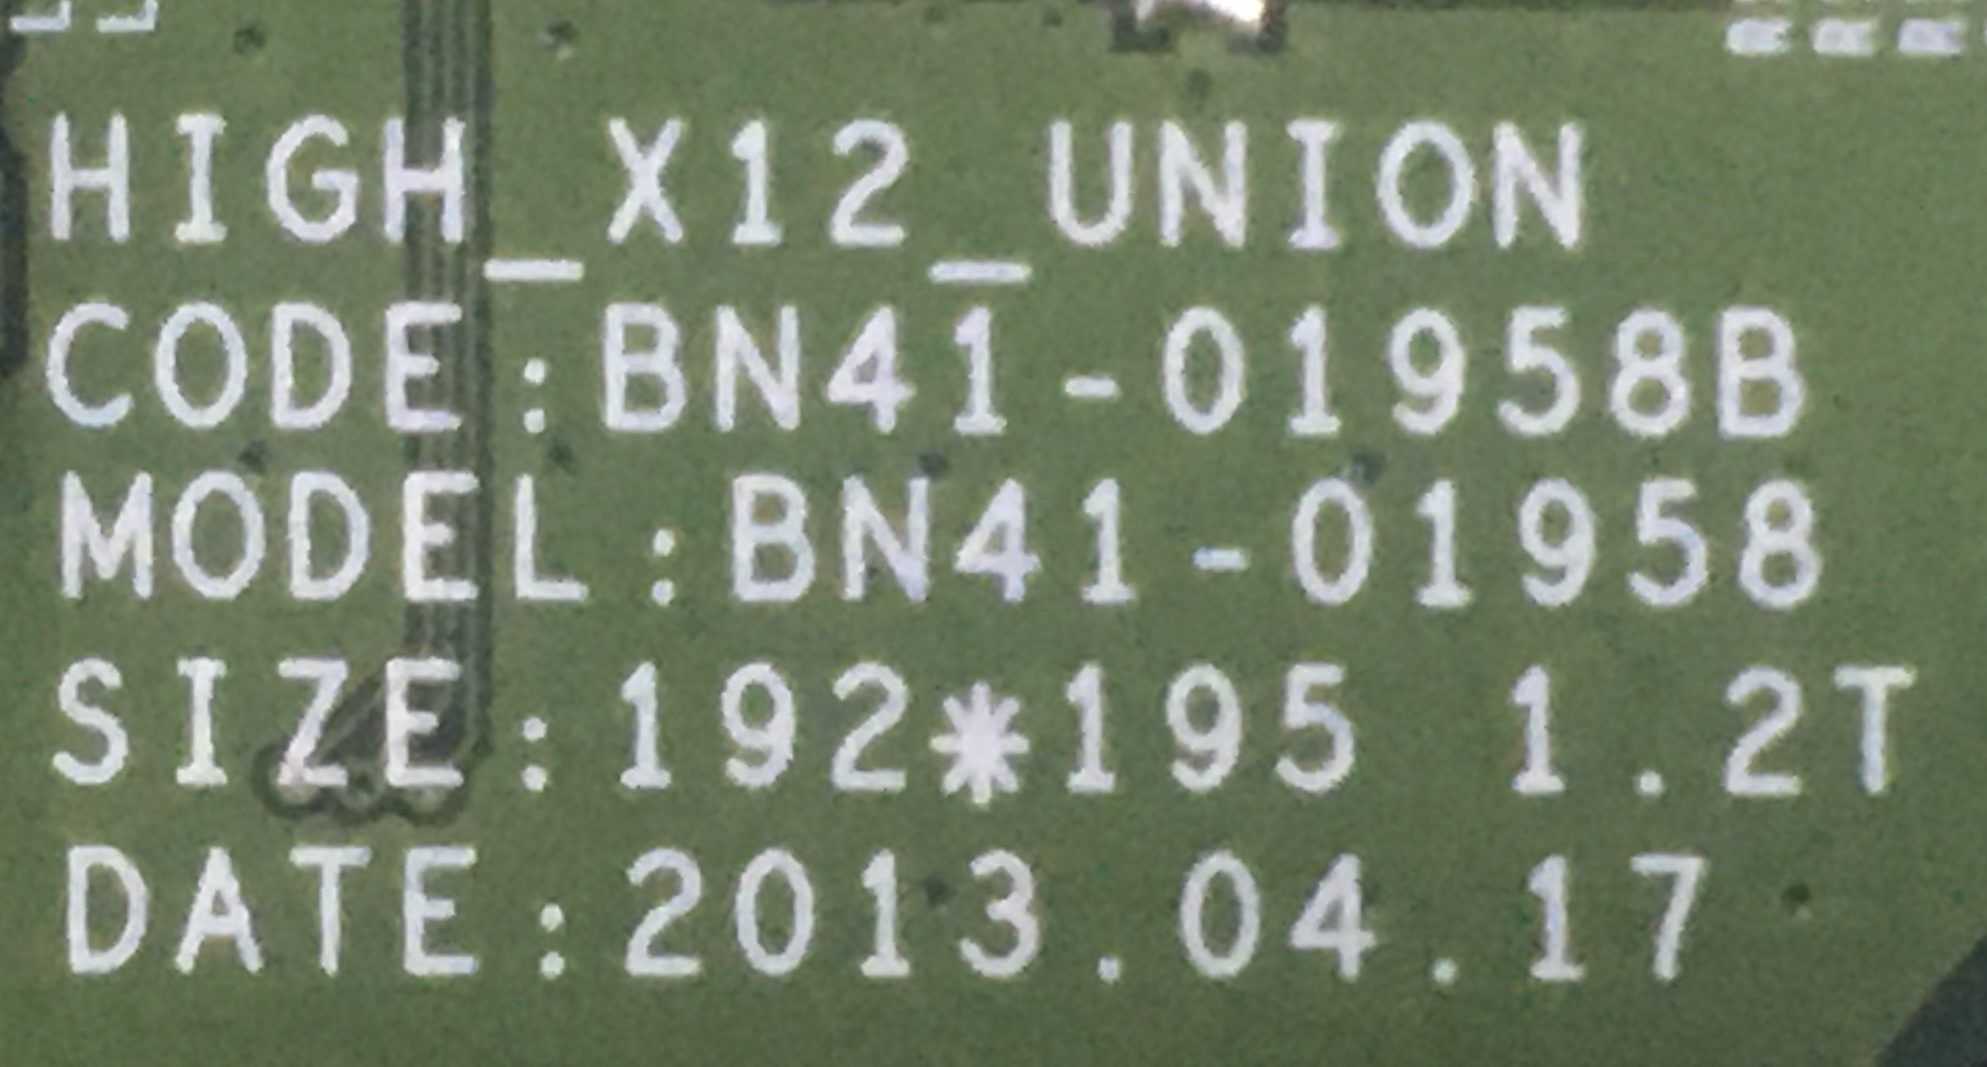 HIGH_X12_UNION
CODE:BN41-01958B
MODEL:BN41-01958
SIZE:192*195 1.2T
DATE:2013.04.17